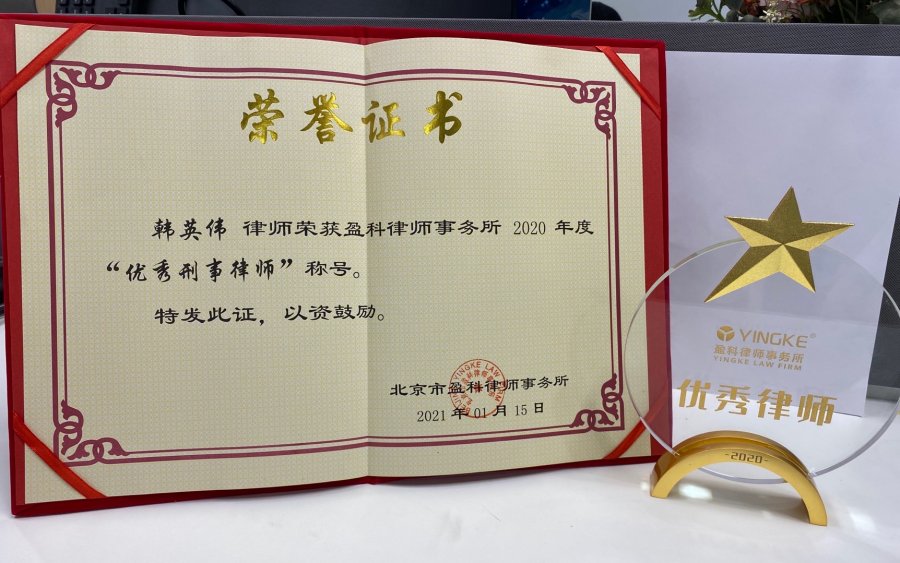 荣誉证书
韩英伟 律师荣获盈科律师事务所 2020 年度
“优秀刑事律师”称号。
特发此证，以资鼓励。
北京市盈科律师事务所
2021 年 01 月 15 日
YINGKE LAW FIRM
YINGKE®
盈科律师事务所
YINGKE LAW FIRM
优秀律师
-2020-